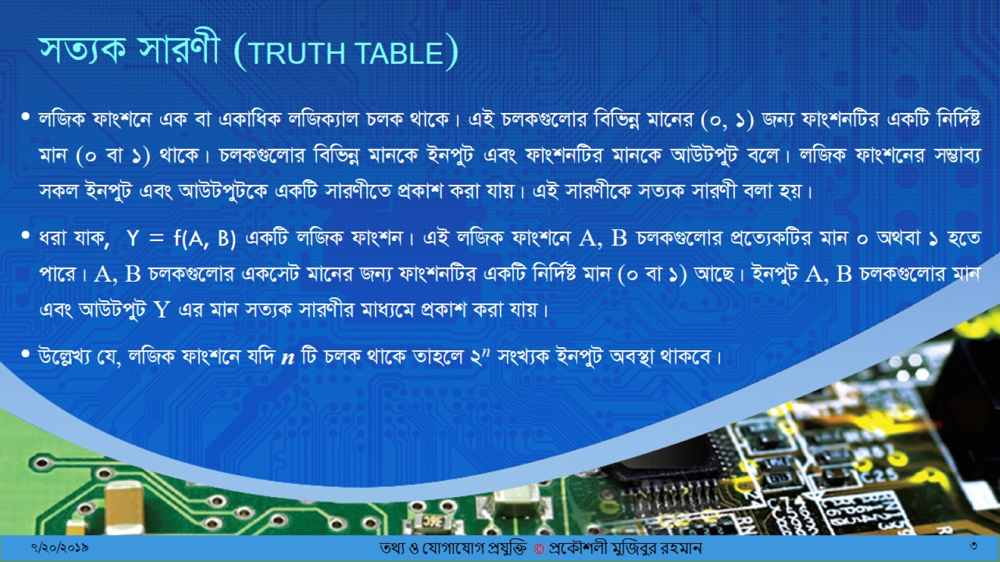 সত্যক সারণী (TRUTH TABLE)
• লজিক ফাংশনে এক বা একাধিক লজিক্যাল চলক থাকে। এই চলকগুলোর বিভিন্ন মানের (০, ১) জন্য ফাংশনটির একটি নির্দিষ্ট
মান (০ বা ১) থাকে। চলকগুলোর বিভিন্ন মানকে ইনপুট এবং ফাংশনটির মানকে আউটপুট বলে। লজিক ফাংশনের সম্ভাব্য
সকল ইনপুট এবং আউটপুটকে একটি সারণীতে প্রকাশ করা যায়। এই সারণীকে সত্যক সারণী বলা হয়।
• ধরা যাক, Y = f(A, B) একটি লজিক ফাংশন। এই লজিক ফাংশনে A, B চলকগুলোর প্রত্যেকটির মান ০ অথবা ১ হতে
পারে। A, B চলকগুলোর একসেট মানের জন্য ফাংশনটির একটি নির্দিষ্ট মান (০ বা ১) আছে। ইনপুট A, B চলকগুলোর মান
এবং আউটপুট Y এর মান সত্যক সারণীর মাধ্যমে প্রকাশ করা যায়।
• উল্লেখ্য যে, লজিক ফাংশনে যদি n টি চলক থাকে তাহলে ২ⁿ সংখ্যক ইনপুট অবস্থা থাকবে।
C25
৭/২০/২০১৯
তথ্য ও যোগাযোগ প্রযুক্তি © প্রকৌশলী মুজিবুর রহমান
৩